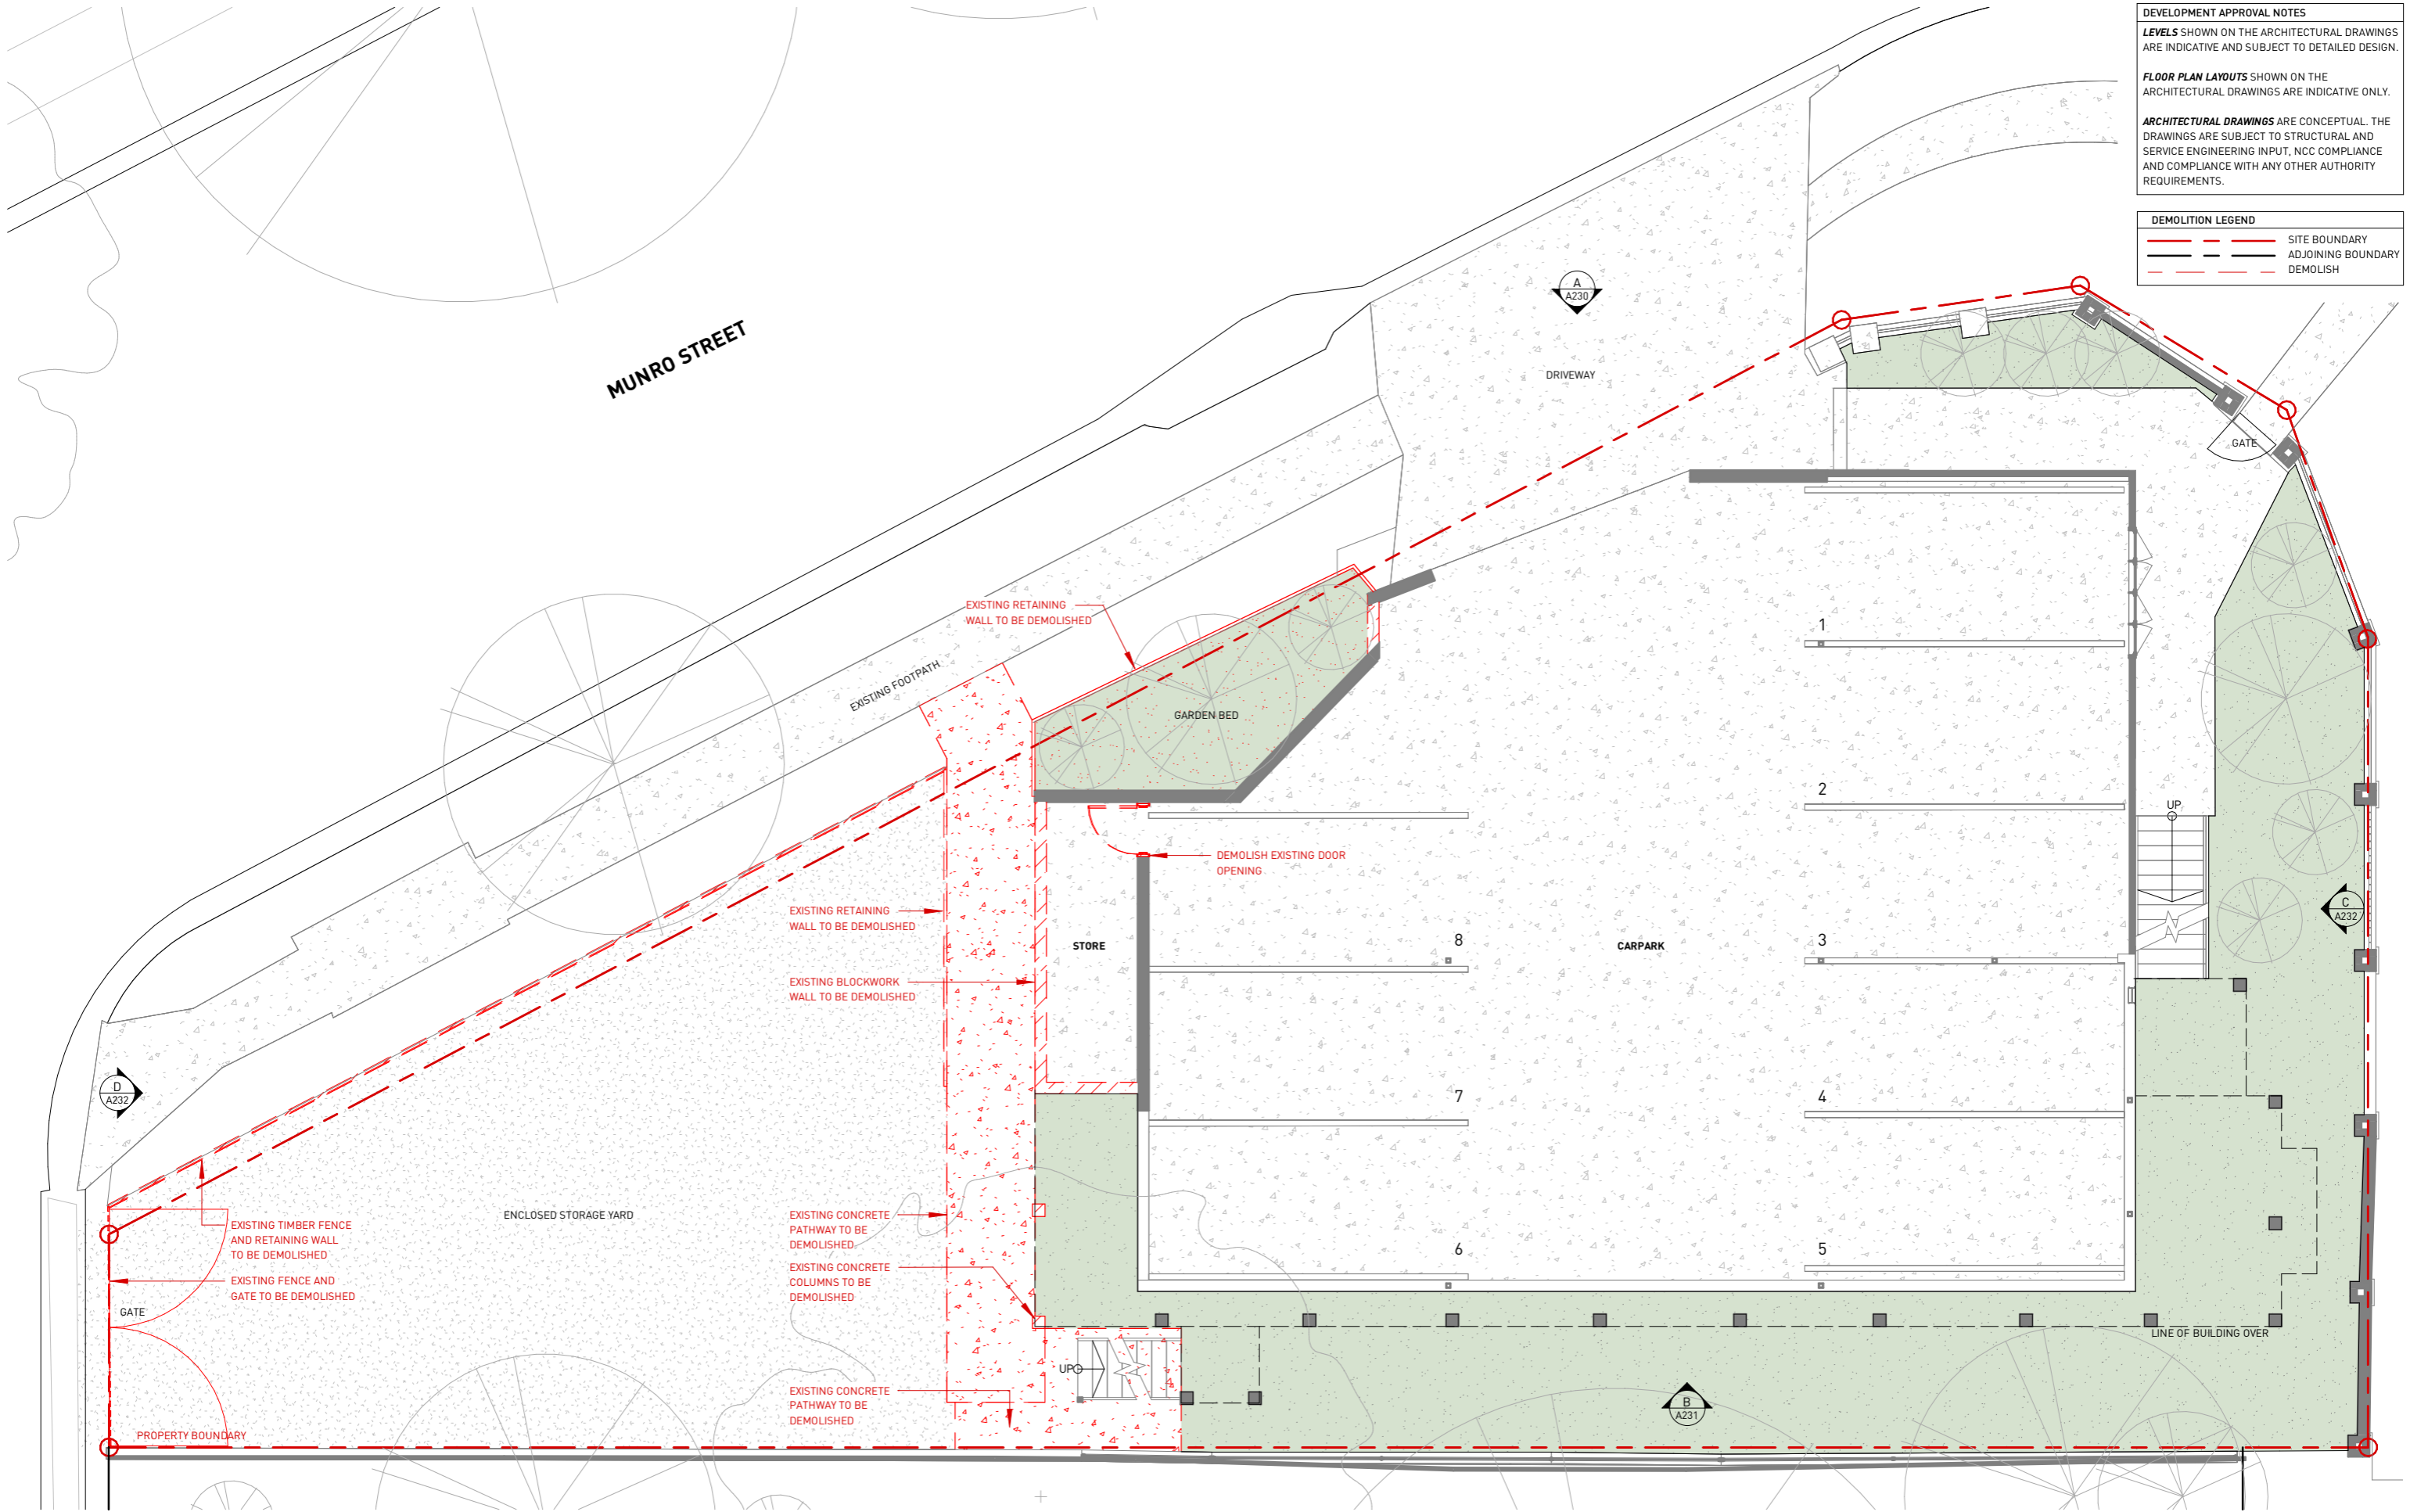 DEVELOPMENT APPROVAL NOTES
LEVELS SHOWN ON THE ARCHITECTURAL DRAWINGS
ARE INDICATIVE AND SUBJECT TO DETAILED DESIGN.
FLOOR PLAN LAYOUTS SHOWN ON THE
ARCHITECTURAL DRAWINGS ARE INDICATIVE ONLY.
ARCHITECTURAL DRAWINGS ARE CONCEPTUAL. THE
DRAWINGS ARE SUBJECT TO STRUCTURAL AND
SERVICE ENGINEERING INPUT, NCC COMPLIANCE
AND COMPLIANCE WITH ANY OTHER AUTHORITY
REQUIREMENTS.
DEMOLITION LEGEND
SITE BOUNDARY
ADJOINING BOUNDARY
DEMOLISH
A
A230
MUNRO STREET
DRIVEWAY
GATE
EXISTING RETAINING
WALL TO BE DEMOLISHED
1
EXISTING FOOTPATH
GARDEN BED
2
UP
DEMOLISH EXISTING DOOR
OPENING
EXISTING RETAINING
WALL TO BE DEMOLISHED
C
A232
STORE
8
CARPARK
3
EXISTING BLOCKWORK
WALL TO BE DEMOLISHED
D
A232
7
4
ENCLOSED STORAGE YARD
EXISTING CONCRETE
PATHWAY TO BE
DEMOLISHED
EXISTING TIMBER FENCE
AND RETAINING WALL
TO BE DEMOLISHED
6
5
EXISTING CONCRETE
COLUMNS TO BE
DEMOLISHED
EXISTING FENCE AND
GATE TO BE DEMOLISHED
GATE
LINE OF BUILDING OVER
UP
EXISTING CONCRETE
PATHWAY TO BE
DEMOLISHED
B
A231
PROPERTY BOUNDARY